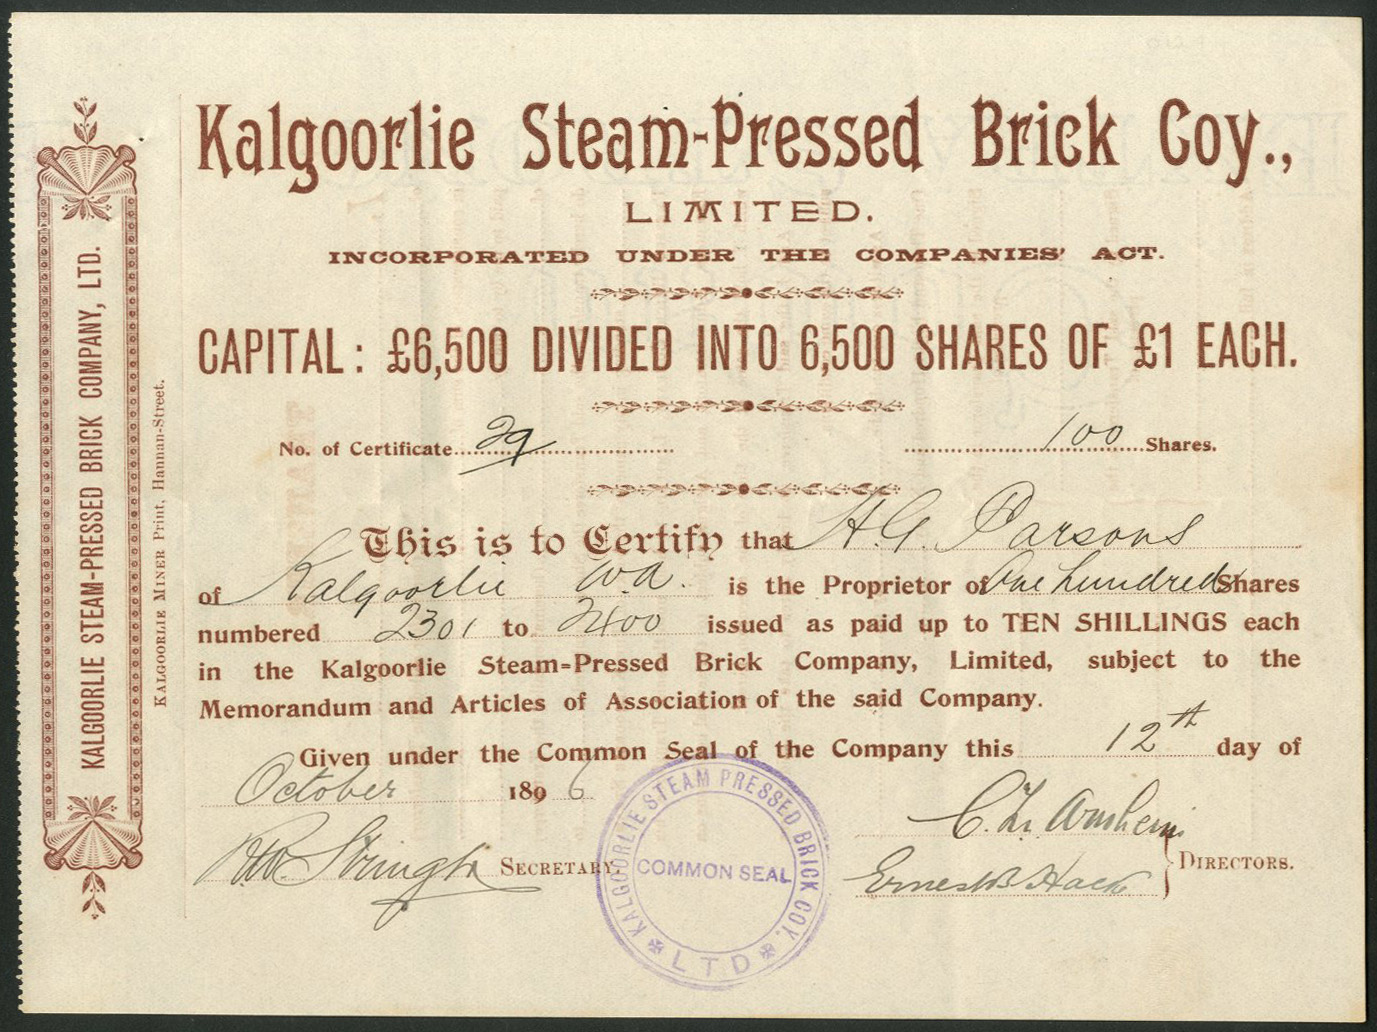 Kalgoorlie Steam-Pressed Brick Coy.,
LIMITED.
INCORPORATED UNDER THE COMPANIES' ACT.
CAPITAL: £6,500 DIVIDED INTO 6,500 SHARES OF £1 EACH.
No. of Certificate 29 100 Shares.
This is to Certify that H. G. Parsons
of Kalgoorlie W.A. is the Proprietor of One hundred Shares
numbered 2301 to 2400 issued as paid up to TEN SHILLINGS each
in the Kalgoorlie Steam=Pressed Brick Company, Limited, subject to the
Memorandum and Articles of Association of the said Company.
Given under the Common Seal of the Company this 12th day of
October 1896
SECRETARY.
Ernest B Hack
DIRECTORS.
KALGOORLIE STEAM PRESSED BRICK COY.
COMMON SEAL
LTD
KALGOORLIE STEAM-PRESSED BRICK COMPANY, LTD.
KALGOORLIE MINER Print, Hannan-Street.